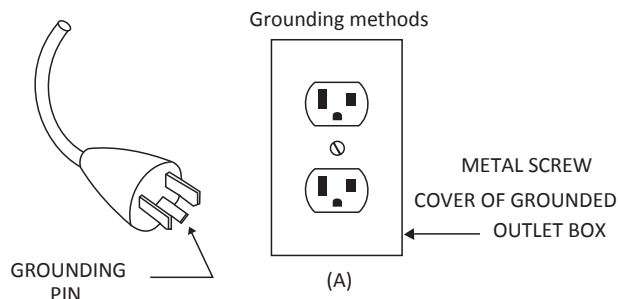 Grounding methods
METAL SCREW
COVER OF GROUNDED
OUTLET BOX
GROUNDING
PIN
(A)